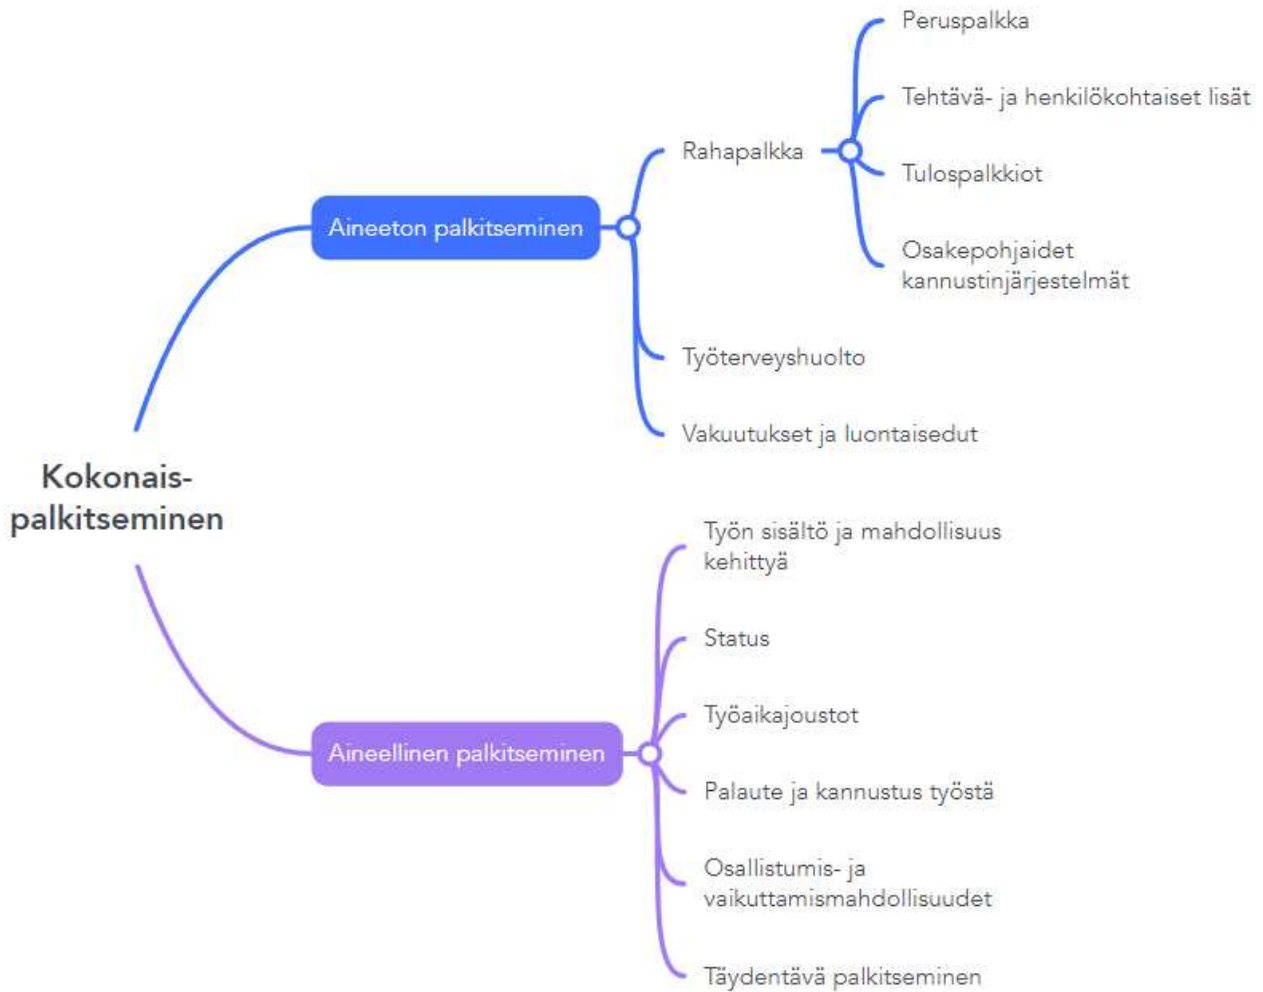 Kokonais-
palkitseminen
Aineeton palkitseminen
Rahapalkka
Peruspalkka
Tehtävä- ja henkilökohtaiset lisät
Tulospalkkiot
Osakepohjaidet
kannustinjärjestelmät
Työterveyshuolto
Vakuutukset ja luontaisedut
Aineellinen palkitseminen
Työn sisältö ja mahdollisuus
kehittyä
Status
Työaikajoustot
Palaute ja kannustus työstä
Osallistumis- ja
vaikuttamismahdollisuudet
Täydentävä palkitseminen